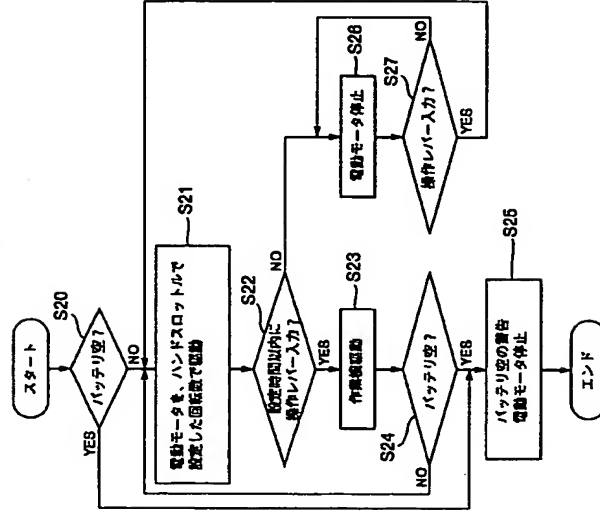 スタート
S20
バッテリ空?
YES
NO
S21
電動モータを、ハンドスロットルで
設定した回転数で駆動
S22
設定時間以内に
操作レバー入力?
NO
YES
S23
作業機駆動
S24
バッテリ空?
NO
YES
S25
バッテリ空の警告
電動モータ停止
エンド
S26
電動モータ停止
S27
操作レバー入力?
NO
YES